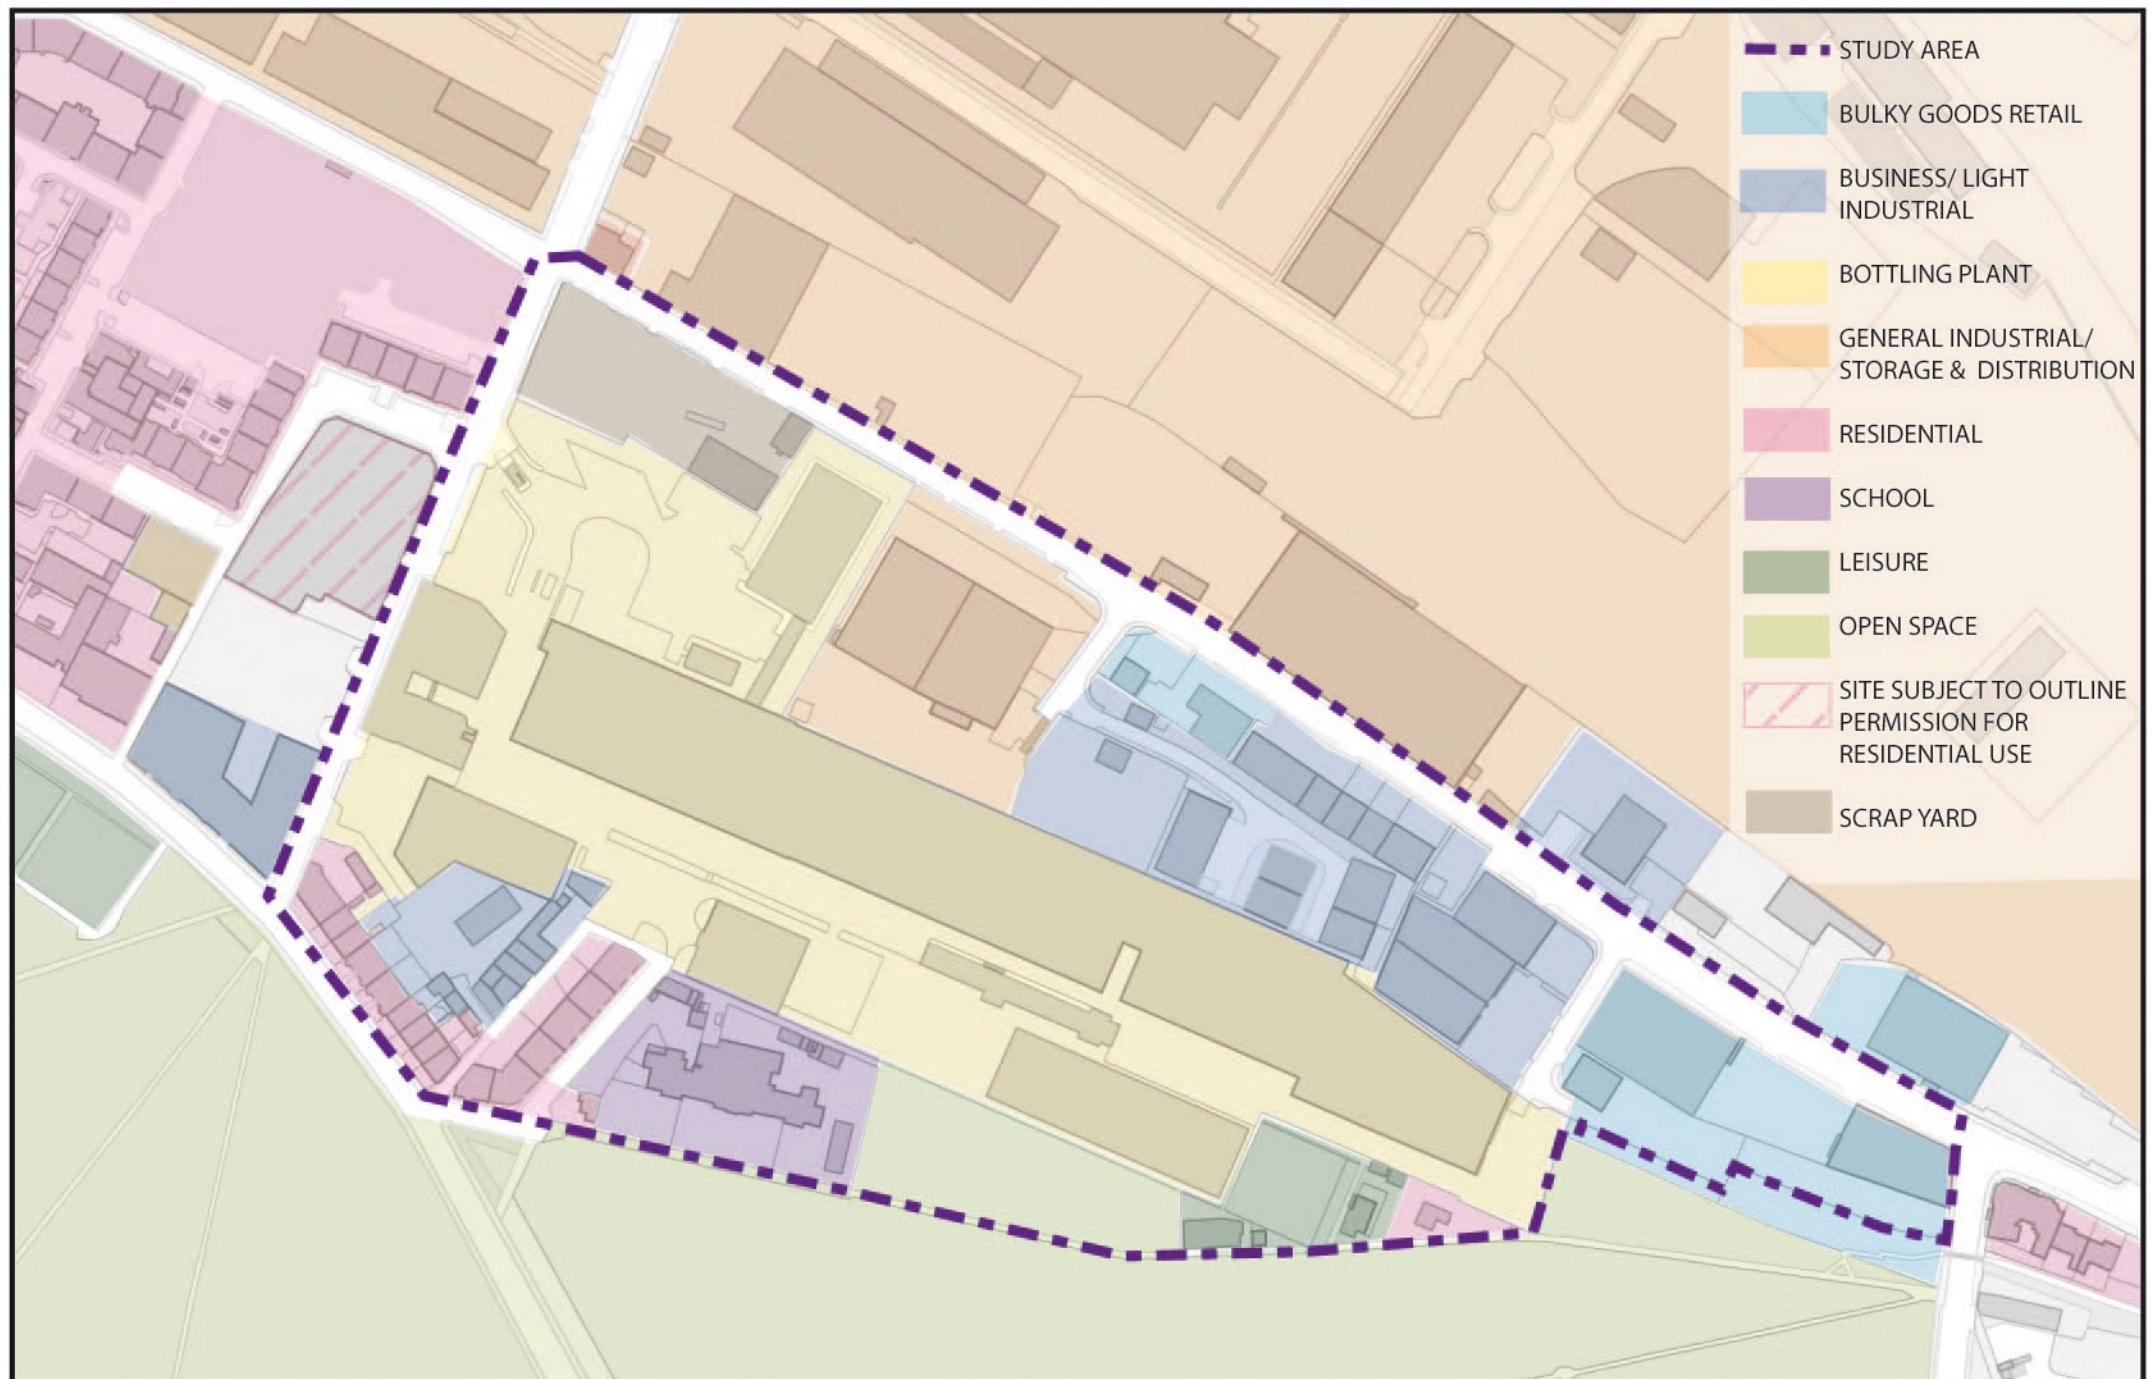 STUDY AREA
BULKY GOODS RETAIL
BUSINESS/ LIGHT
INDUSTRIAL
BOTTLING PLANT
GENERAL INDUSTRIAL/
STORAGE & DISTRIBUTION
RESIDENTIAL
SCHOOL
LEISURE
OPEN SPACE
SITE SUBJECT TO OUTLINE
PERMISSION FOR
RESIDENTIAL USE
SCRAP YARD